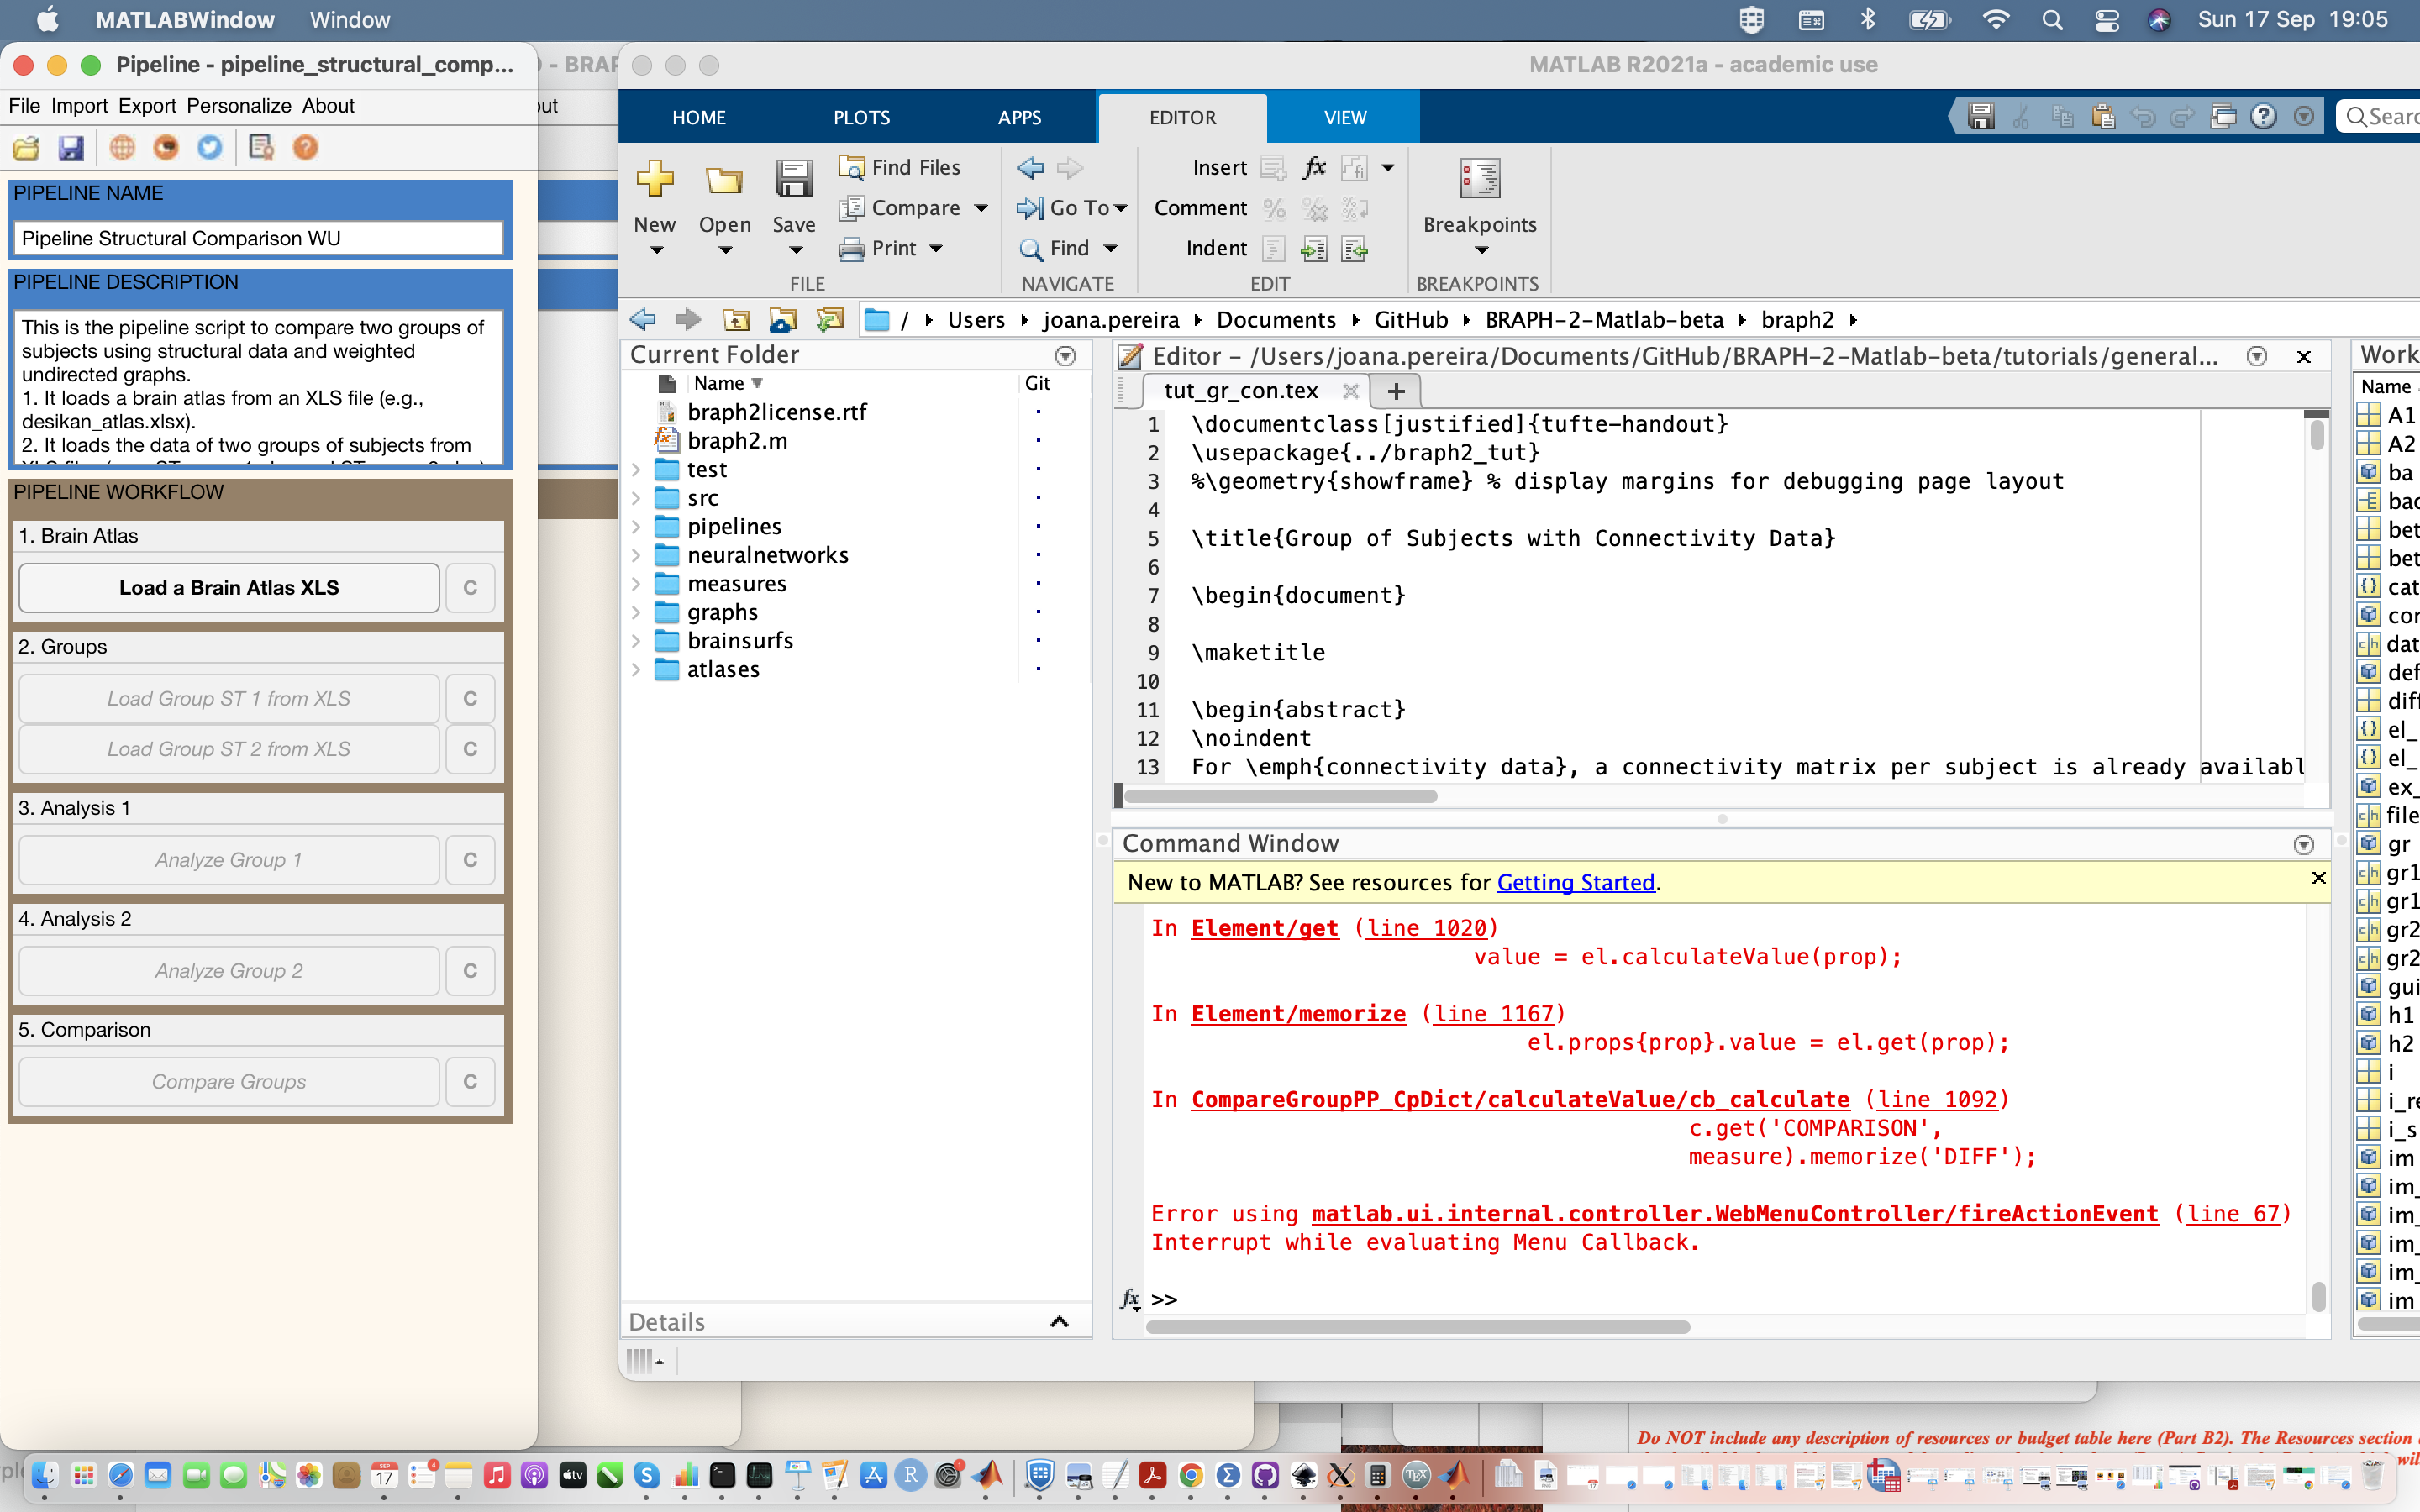 MATLABWindow Window
Sun 17 Sep 19:05
Pipeline - pipeline_structural_comp...
File Import Export Personalize About
PIPELINE NAME
Pipeline Structural Comparison WU
PIPELINE DESCRIPTION
This is the pipeline script to compare two groups of
subjects using structural data and weighted
undirected graphs.
1. It loads a brain atlas from an XLS file (e.g.,
desikan_atlas.xlsx).
2. It loads the data of two groups of subjects from
PIPELINE WORKFLOW
1. Brain Atlas
Load a Brain Atlas XLS C
2. Groups
Load Group ST 1 from XLS C
Load Group ST 2 from XLS C
3. Analysis 1
Analyze Group 1 C
4. Analysis 2
Analyze Group 2 C
5. Comparison
Compare Groups C
MATLAB R2021a - academic use
HOME PLOTS APPS EDITOR VIEW
New
Open
Save
Find Files
Compare
Print
FILE
Go To
Find
NAVIGATE
Insert
Comment
Indent
EDIT
Breakpoints
BREAKPOINTS
/ Users joana.pereira Documents GitHub BRAPH-2-Matlab-beta braph2
Current Folder
Name Git
braph2license.rtf
braph2.m
test
src
pipelines
neuralnetworks
measures
graphs
brainsurfs
atlases
Details
Editor - /Users/joana.pereira/Documents/GitHub/BRAPH-2-Matlab-beta/tutorials/general...
tut_gr_con.tex
1 \documentclass[justified]{tufte-handout}
2 \usepackage{../braph2_tut}
3 %\geometry{showframe} % display margins for debugging page layout
4
5 \title{Group of Subjects with Connectivity Data}
6
7 \begin{document}
8
9 \maketitle
10
11 \begin{abstract}
12 \noindent
13 For \emph{connectivity data}, a connectivity matrix per subject is already availabl
Command Window
New to MATLAB? See resources for Getting Started.
In Element/get (line 1020)
value = el.calculateValue(prop);
In Element/memorize (line 1167)
el.props{prop}.value = el.get(prop);
In CompareGroupPP_CpDict/calculateValue/cb_calculate (line 1092)
c.get('COMPARISON',
measure).memorize('DIFF');
Error using matlab.ui.internal.controller.WebMenuController/fireActionEvent (line 67)
Interrupt while evaluating Menu Callback.
fx >>
Work
Name
A1
A2
ba
bac
bet
bet
cat
cor
dat
def
diff
el_
el_
ex_
file
gr
gr1
gr1
gr2
gr2
gui
h1
h2
i
i_re
i_s
im
im_
im_
im_
im_
im
Do NOT include any description of resources or budget table here (Part B2). The Resources section